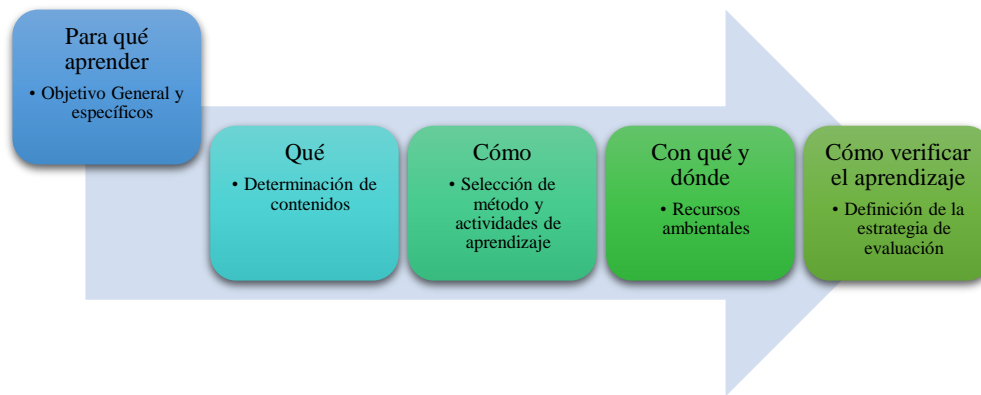 Para qué
aprender
• Objetivo General y
específicos
Qué
• Determinación de
contenidos
Cómo
• Selección de
método y
actividades de
aprendizaje
Con qué y
dónde
• Recursos
ambientales
Cómo verificar
el aprendizaje
• Definición de la
estrategia de
evaluación